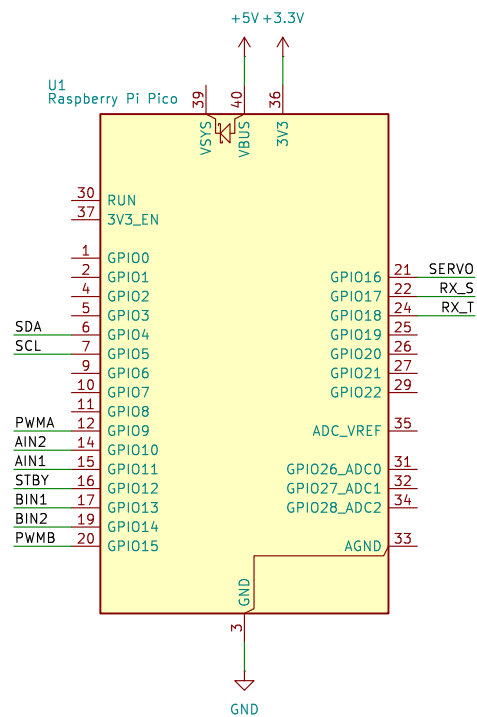 +5V +3.3V
U1
Raspberry Pi Pico
39 40 36
VSYS VBUS 3V3
30 RUN
37 3V3_EN
1 GPIO0
2 GPIO1 GPIO16 21 SERVO
4 GPIO2 GPIO17 22 RX_S
5 GPIO3 GPIO18 24 RX_T
SDA 6 GPIO4 GPIO19 25
SCL 7 GPIO5 GPIO20 26
9 GPIO6 GPIO21 27
10 GPIO7 GPIO22 29
11 GPIO8
PWMA 12 GPIO9 ADC_VREF 35
AIN2 14 GPIO10
AIN1 15 GPIO11 GPIO26_ADC0 31
STBY 16 GPIO12 GPIO27_ADC1 32
BIN1 17 GPIO13 GPIO28_ADC2 34
BIN2 19 GPIO14
PWMB 20 GPIO15 AGND 33
GND
3
GND